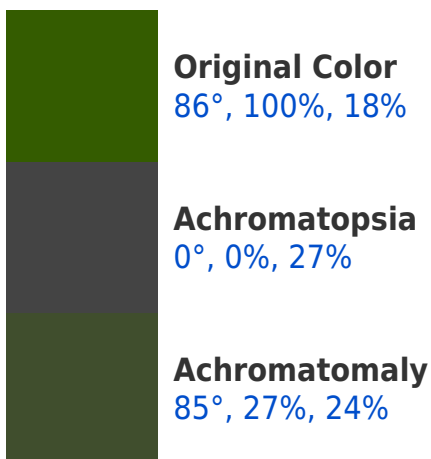 Original Color
86°, 100%, 18%
Achromatopsia
0°, 0%, 27%
Achromatomaly
85°, 27%, 24%